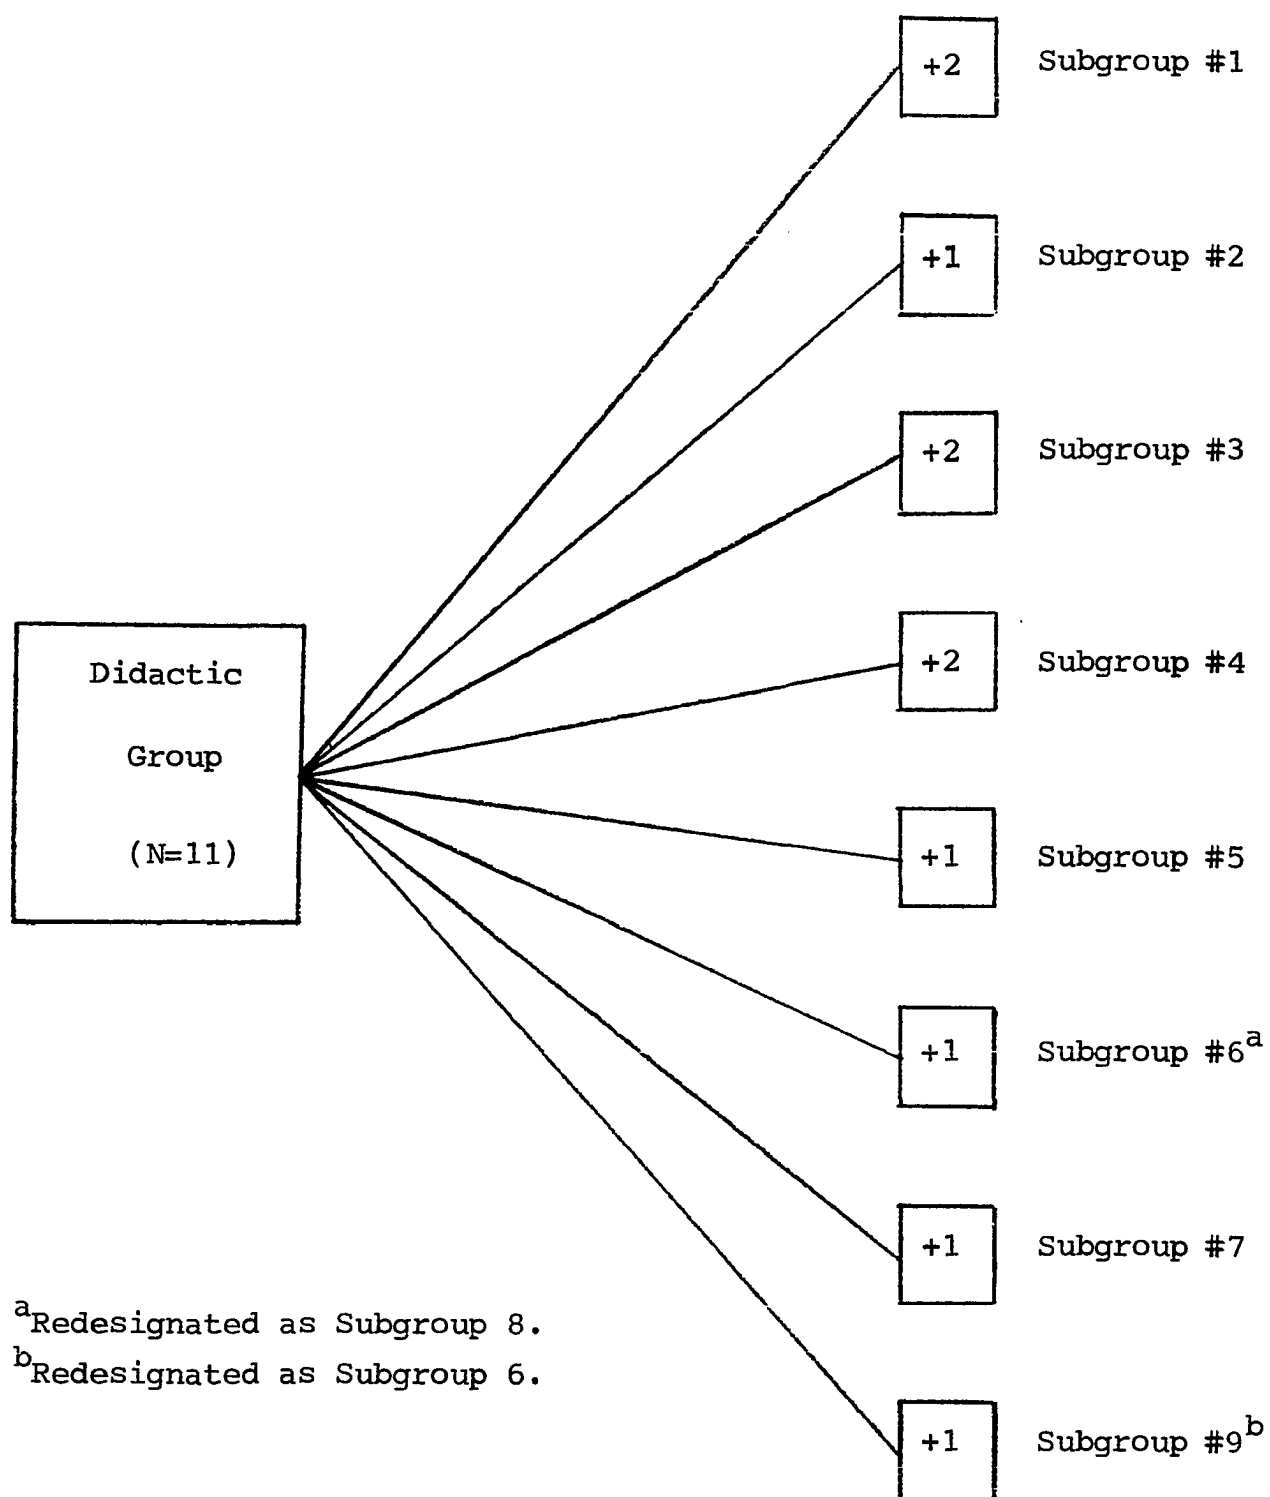 +2 Subgroup #1
+1 Subgroup #2
+2 Subgroup #3
+2 Subgroup #4
Didactic
Group
(N=11)
+1 Subgroup #5
+1 Subgroup #6a
+1 Subgroup #7
+1 Subgroup #9b
aRedesignated as Subgroup 8.
bRedesignated as Subgroup 6.